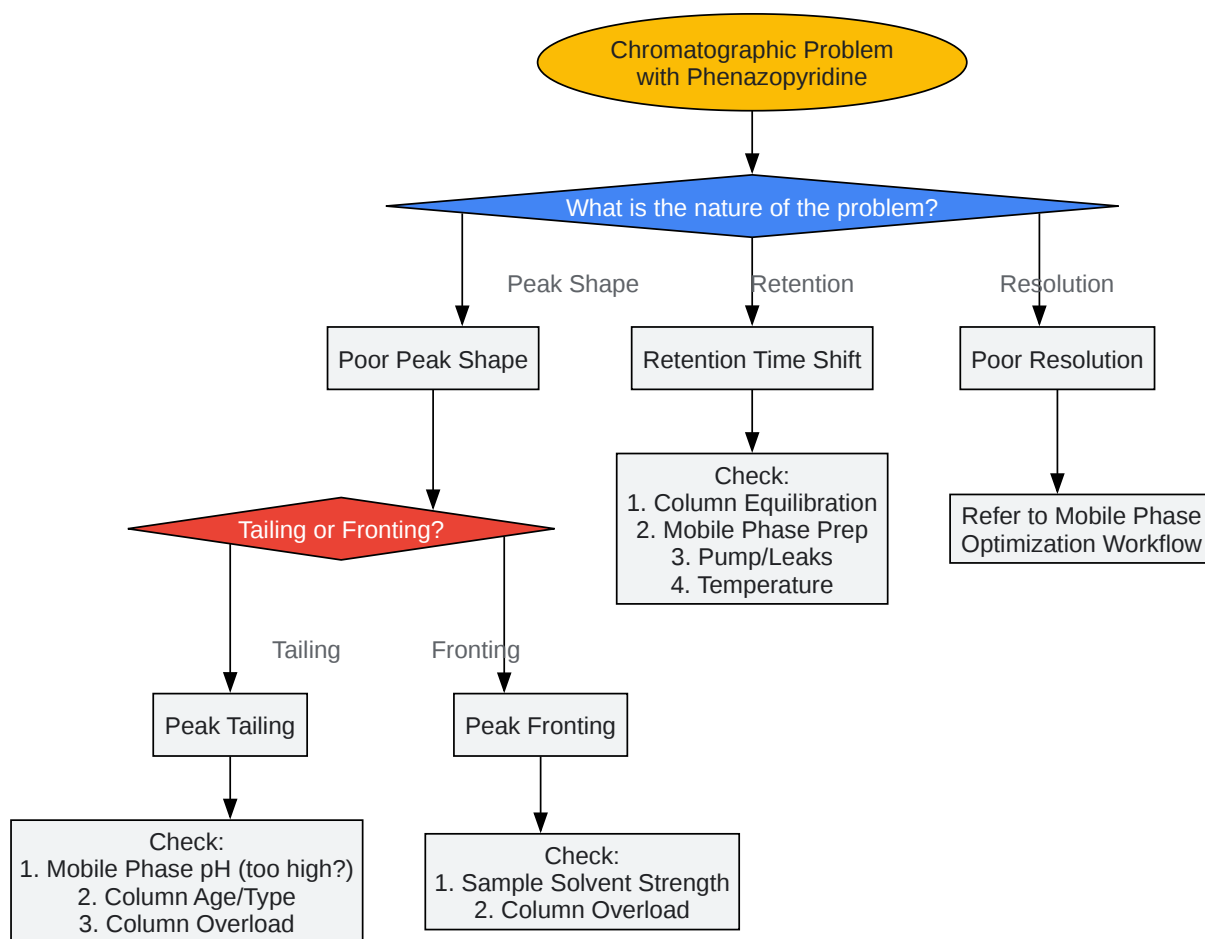 Chromatographic Problem
with Phenazopyridine
What is the nature of the problem?
Peak Shape
Retention
Resolution
Poor Peak Shape
Retention Time Shift
Poor Resolution
Check:
1. Column Equilibration
2. Mobile Phase Prep
3. Pump/Leaks
4. Temperature
Refer to Mobile Phase
Optimization Workflow
Tailing or Fronting?
Tailing
Fronting
Peak Tailing
Peak Fronting
Check:
1. Mobile Phase pH (too high?)
2. Column Age/Type
3. Column Overload
Check:
1. Sample Solvent Strength
2. Column Overload